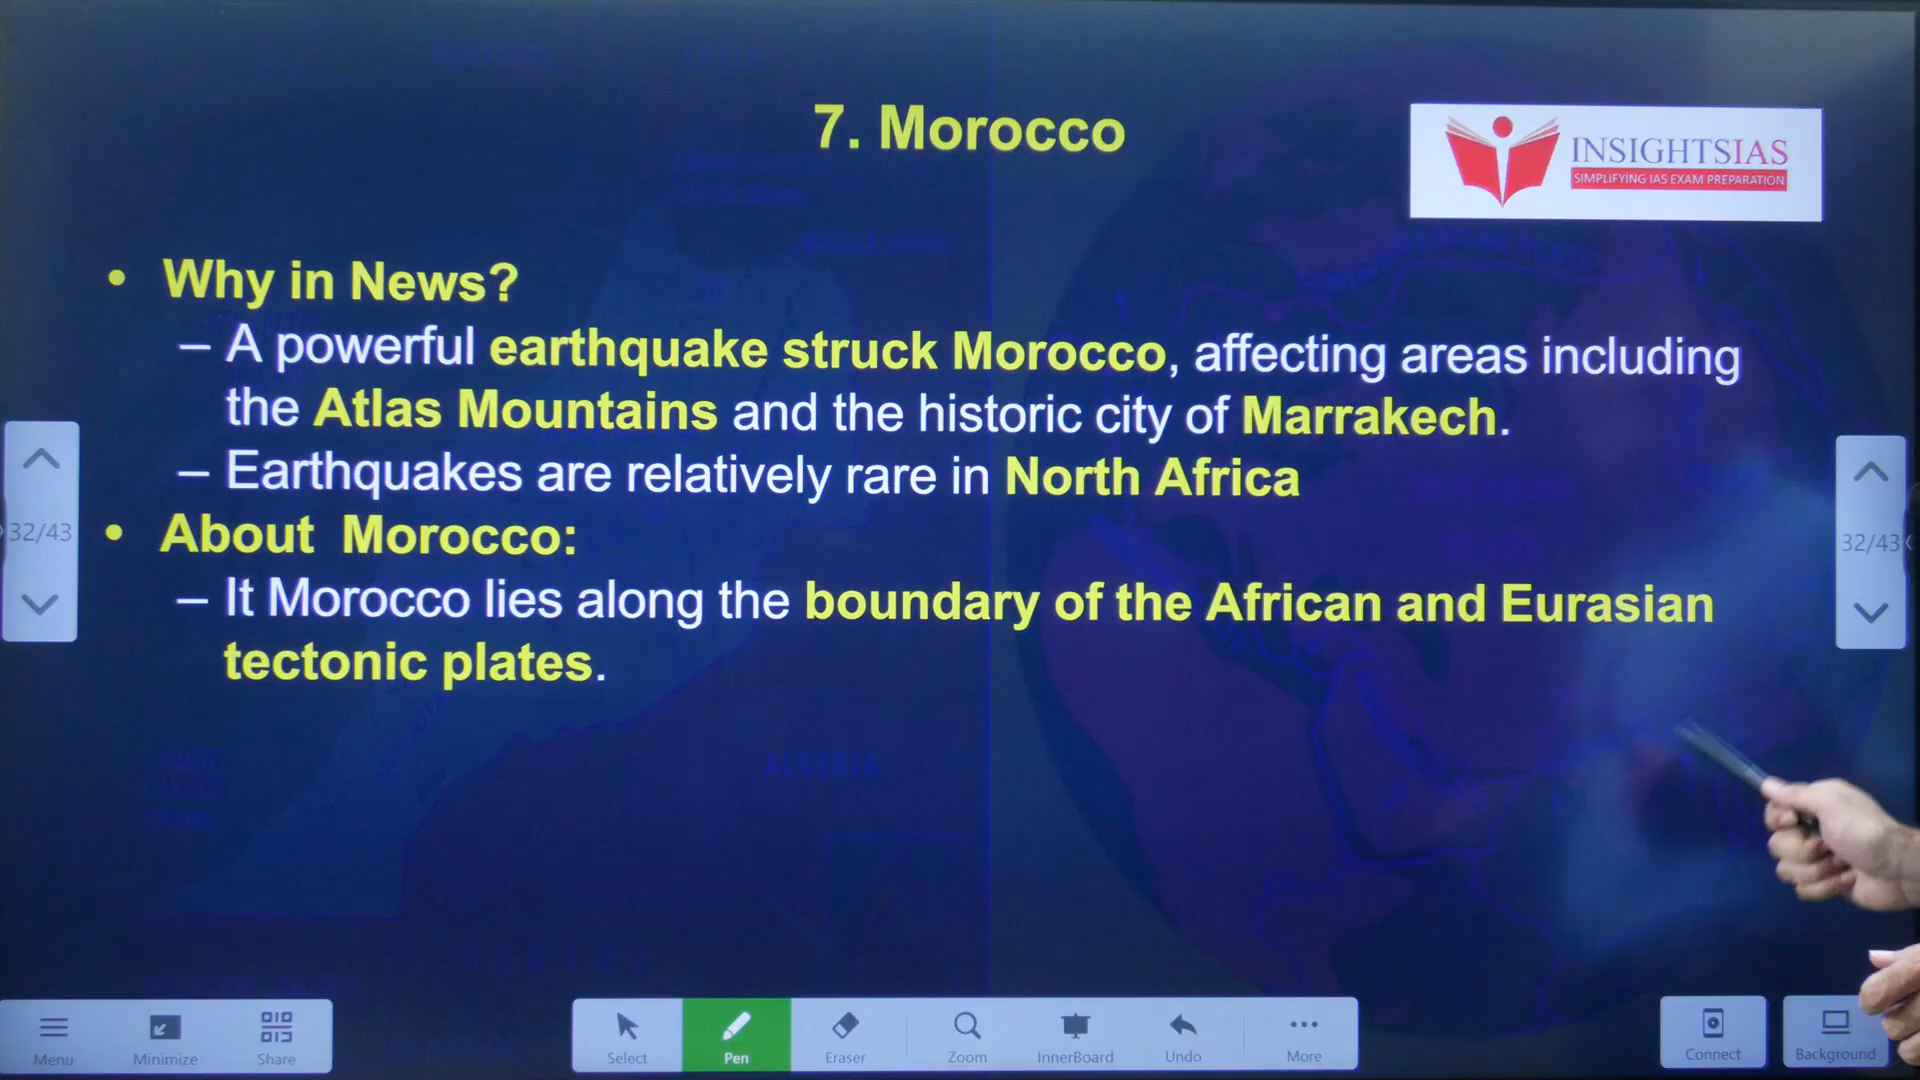 7. Morocco
INSIGHTSIAS
SIMPLIFYING IAS EXAM PREPARATION
• Why in News?
– A powerful earthquake struck Morocco, affecting areas including
the Atlas Mountains and the historic city of Marrakech.
– Earthquakes are relatively rare in North Africa
32/43
32/43
• About Morocco:
– It Morocco lies along the boundary of the African and Eurasian
tectonic plates.
ALGERIA
Menu
Minimize
Share
Select
Pen
Eraser
Zoom
InnerBoard
Undo
More
Connect
Background